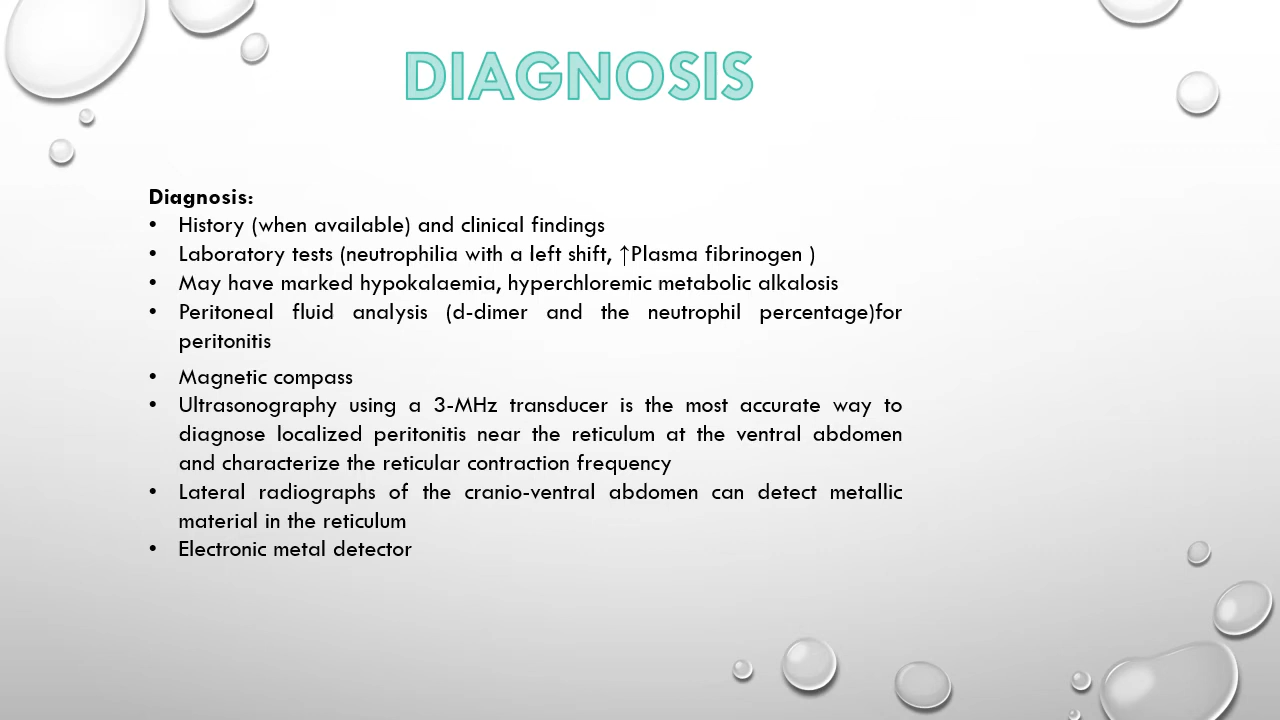 DIAGNOSIS
Diagnosis:
• History (when available) and clinical findings
• Laboratory tests (neutrophilia with a left shift, ↑Plasma fibrinogen )
• May have marked hypokalaemia, hyperchloremic metabolic alkalosis
• Peritoneal fluid analysis (d-dimer and the neutrophil percentage)for
peritonitis
• Magnetic compass
• Ultrasonography using a 3-MHz transducer is the most accurate way to
diagnose localized peritonitis near the reticulum at the ventral abdomen
and characterize the reticular contraction frequency
• Lateral radiographs of the cranio-ventral abdomen can detect metallic
material in the reticulum
• Electronic metal detector